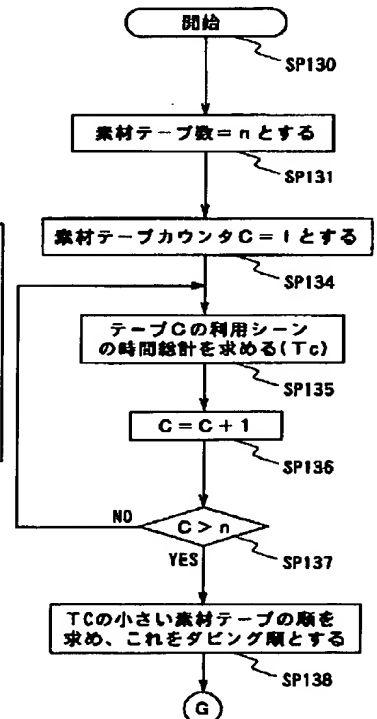 開始
SP130
素材テープ数=nとする
SP131
素材テープカウンタC=1とする
SP134
テープCの利用シーン
の時間総計を求める(Tc)
SP135
C=C+1
SP136
NO
C>n
YES
SP137
TCの小さい素材テープの順を
求め、これをダビング順とする
SP138
G